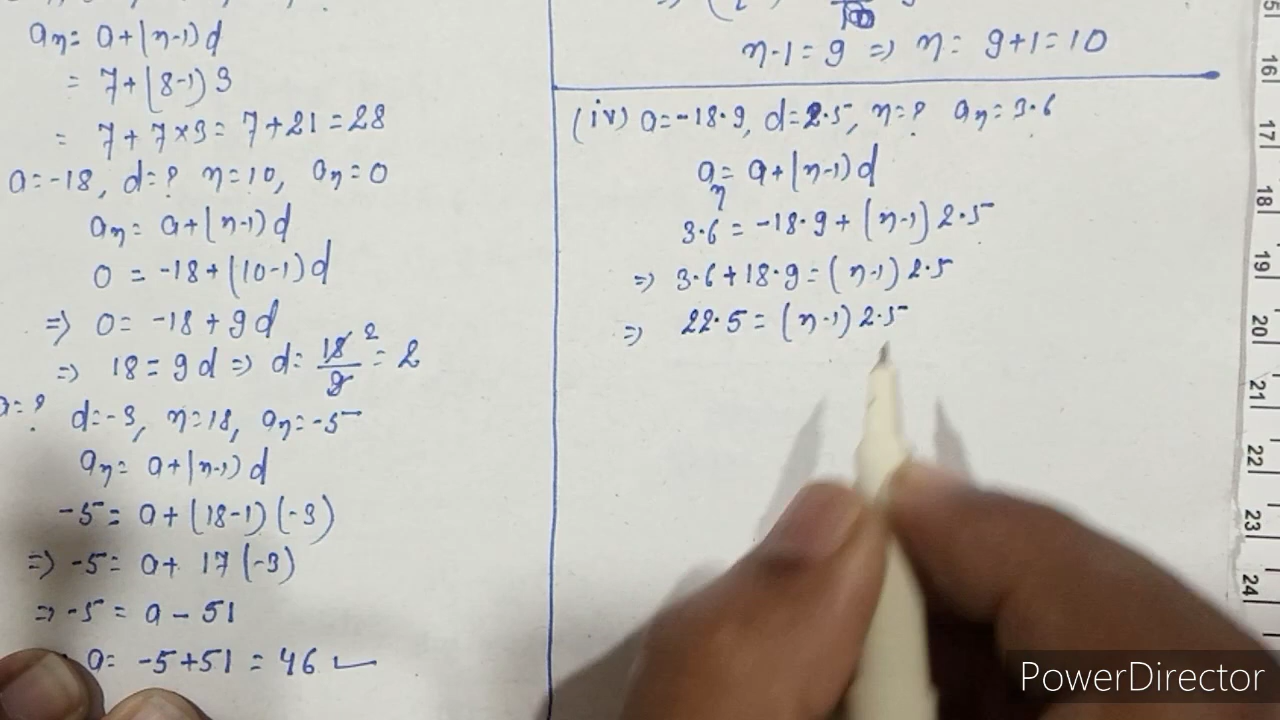 an = a+(n-1)d
= 7+(8-1)3
= 7+7×3 = 7+21 = 28
a=-18, d=? n=10, an=0
an = a+(n-1)d
0 = -18+(10-1)d
=> 0 = -18+9d
=> 18 = 9d => d = 18/9 2 = 2
=? d=-3, n=18, an=-5
an = a+(n-1)d
-5 = a+(18-1)(-3)
=> -5 = a+ 17(-3)
=> -5 = a - 51
a = -5+51 = 46
n-1 = 9 => n = 9+1 = 10
(iv) a=-18.9, d=2.5, n=? an=3.6
an = a+(n-1)d
3.6 = -18.9+(n-1)2.5
=> 3.6+18.9 = (n-1)2.5
=> 22.5 = (n-1)2.5
16
17
18
19
20
21
22
23
24
PowerDirector